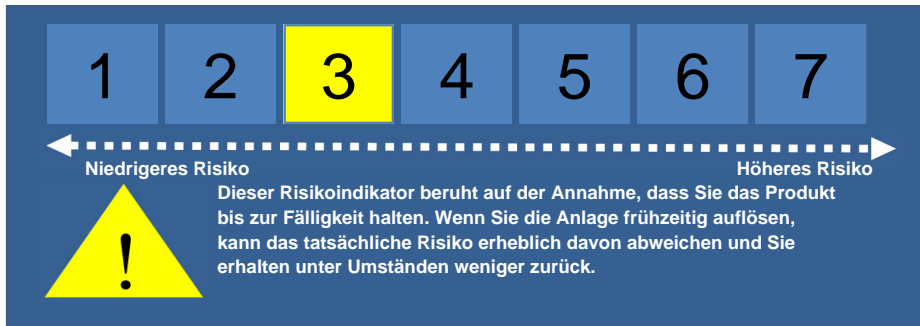 1 2 3 4 5 6 7
Niedrigeres Risiko Höheres Risiko
Dieser Risikoindikator beruht auf der Annahme, dass Sie das Produkt
bis zur Fälligkeit halten. Wenn Sie die Anlage frühzeitig auflösen,
kann das tatsächliche Risiko erheblich davon abweichen und Sie
erhalten unter Umständen weniger zurück.
!